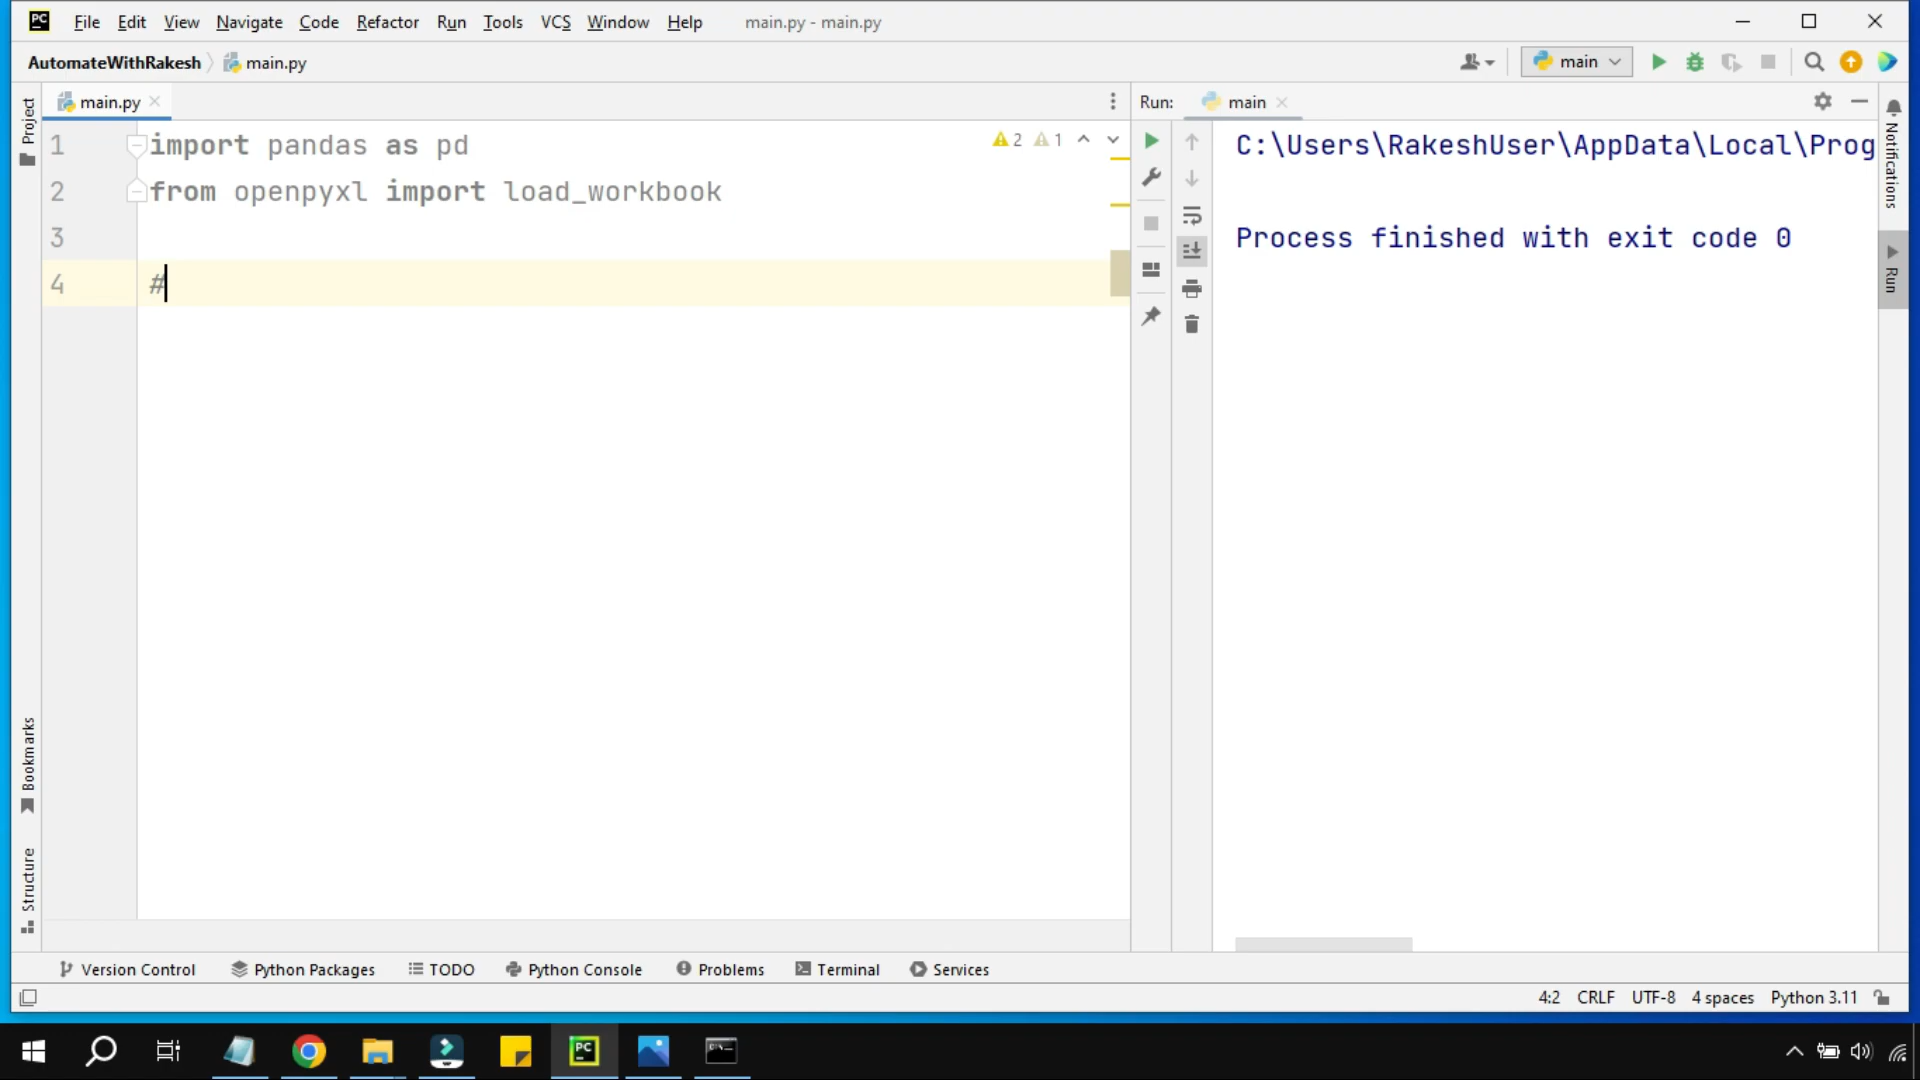 PC File Edit View Navigate Code Refactor Run Tools VCS Window Help main.py - main.py
AutomateWithRakesh main.py main
Project
main.py
Run: main
Notifications
2 1
1 import pandas as pd
2 from openpyxl import load_workbook
3
4 #
C:\Users\RakeshUser\AppData\Local\Prog
Process finished with exit code 0
Run
Bookmarks
Structure
Version Control Python Packages TODO Python Console Problems Terminal Services
4:2 CRLF UTF-8 4 spaces Python 3.11
PC